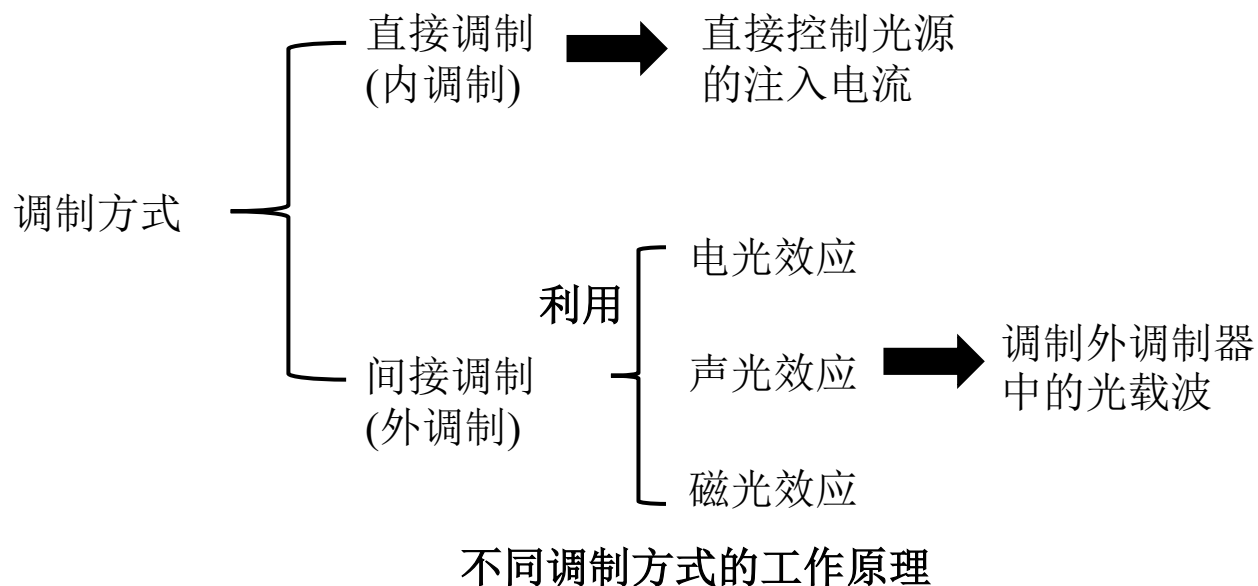 直接调制
(内调制)
直接控制光源
的注入电流
调制方式
利用
电光效应
声光效应
磁光效应
间接调制
(外调制)
调制外调制器
中的光载波
不同调制方式的工作原理